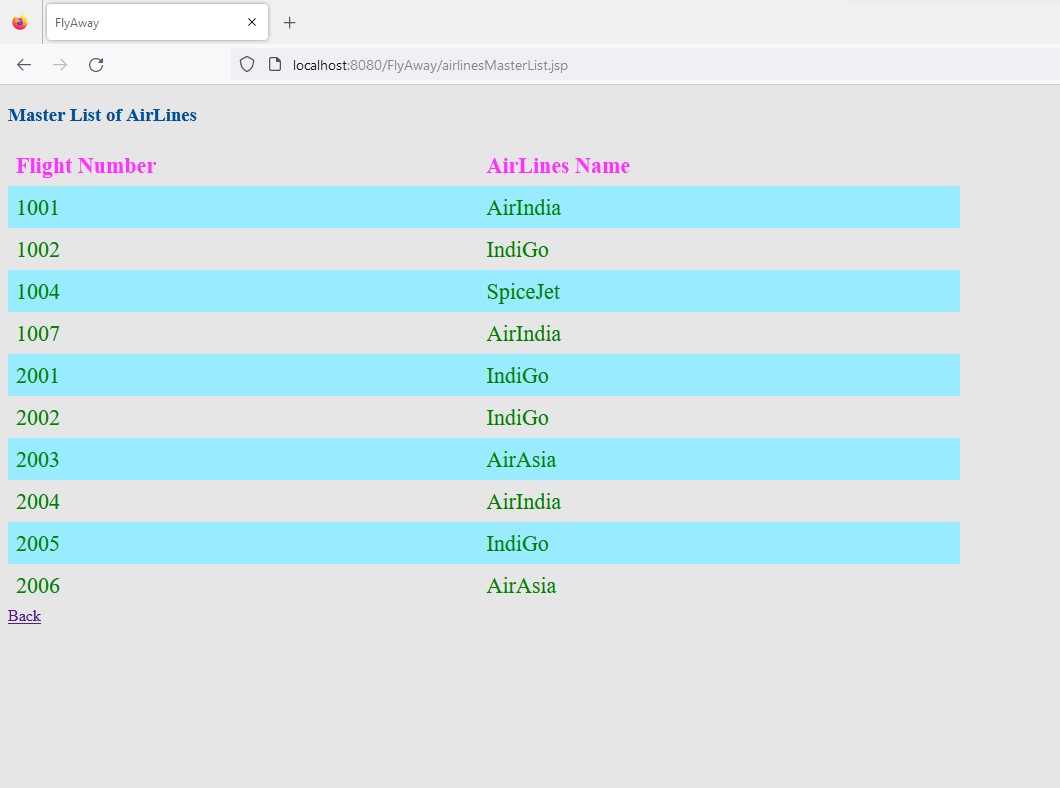 FlyAway
localhost:8080/FlyAway/airlinesMasterList.jsp
Master List of AirLines
Flight Number AirLines Name
1001 AirIndia
1002 IndiGo
1004 SpiceJet
1007 AirIndia
2001 IndiGo
2002 IndiGo
2003 AirAsia
2004 AirIndia
2005 IndiGo
2006 AirAsia
Back